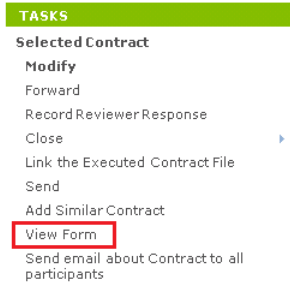 TASKS
Selected Contract
Modify
Forward
Record Reviewer Response
Close
Link the Executed Contract File
Send
Add Similar Contract
View Form
Send email about Contract to all
participants